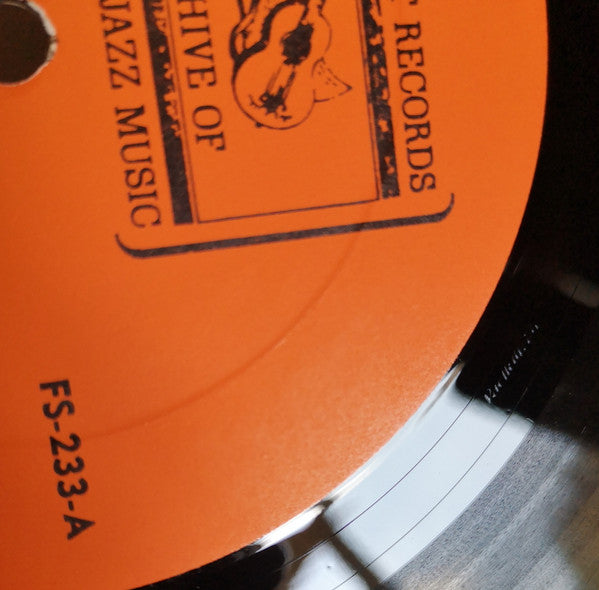 RECORDS
HIVE OF
JAZZ MUSIC
FS-233-A